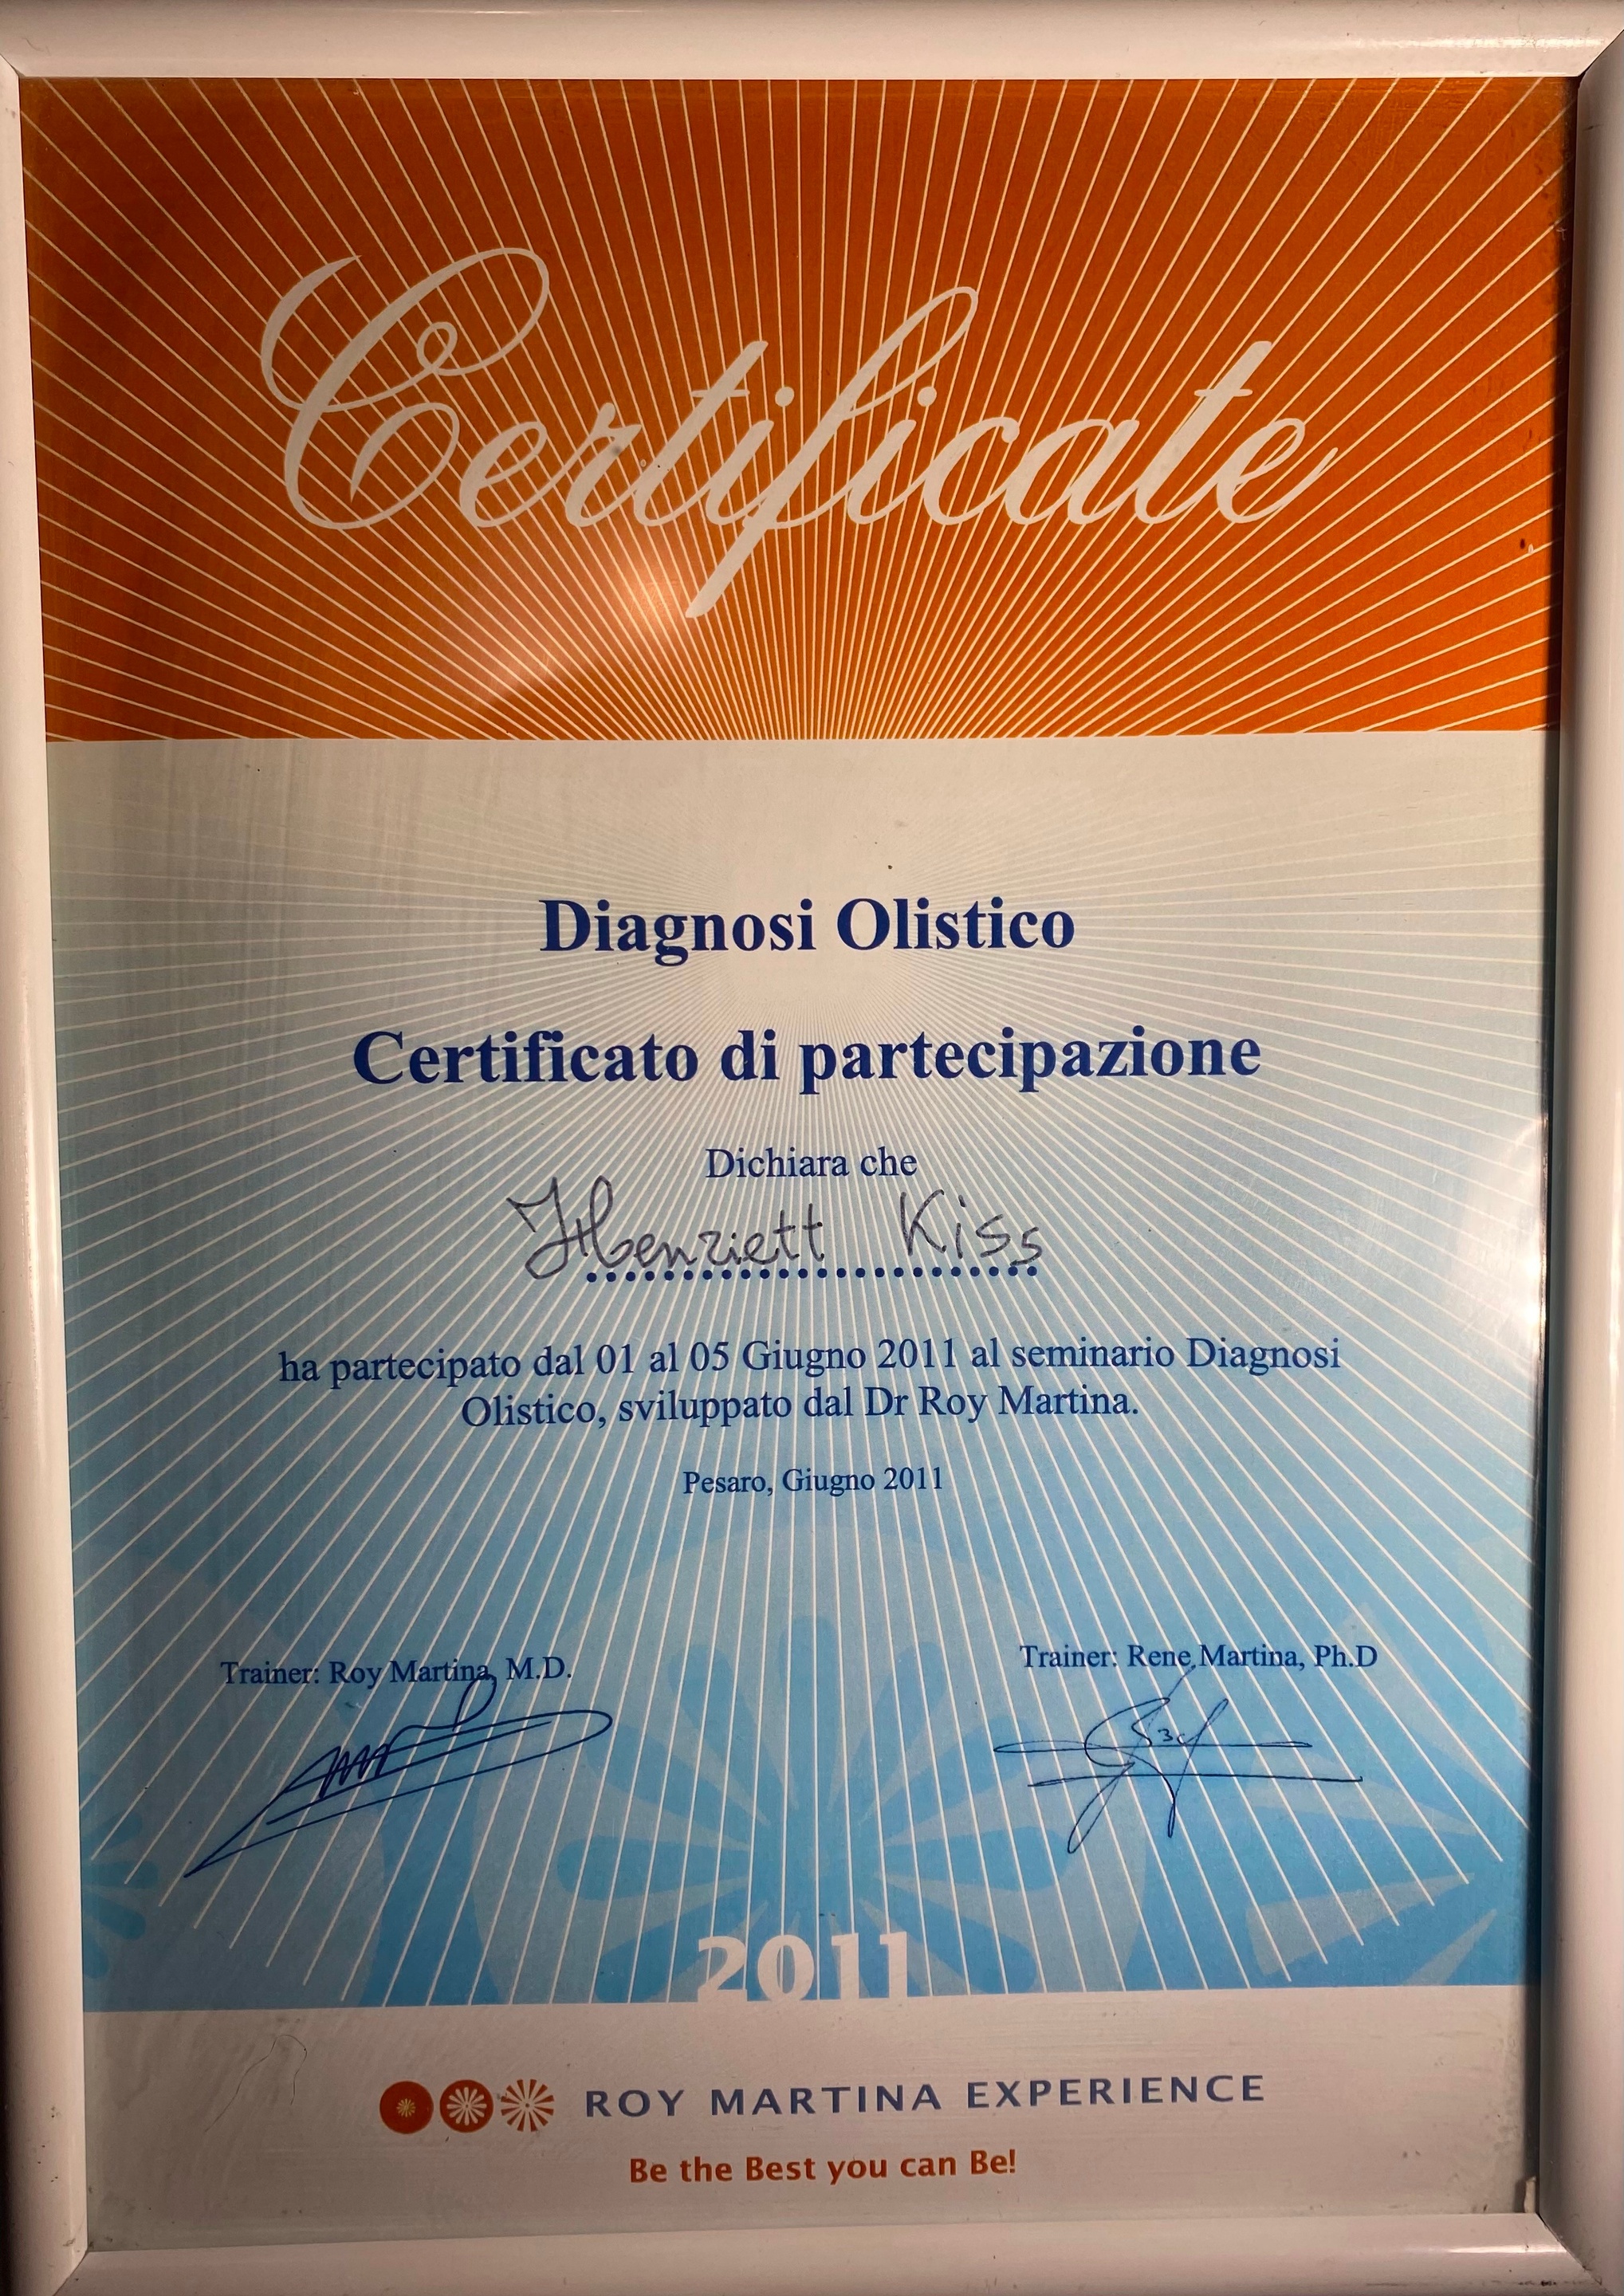 Certificate
Diagnosi Olistico
Certificato di partecipazione
Dichiara che
Henriett Kiss
ha partecipato dal 01 al 05 Giugno 2011 al seminario Diagnosi
Olistico, sviluppato dal Dr Roy Martina.
Pesaro, Giugno 2011
Trainer: Roy Martina, M.D.
Trainer: Rene Martina, Ph.D
2011
ROY MARTINA EXPERIENCE
Be the Best you can Be!